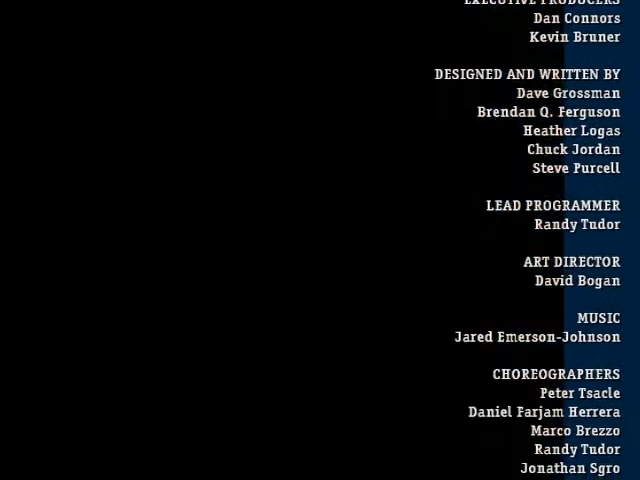 EXECUTIVE PRODUCERS
Dan Connors
Kevin Bruner
DESIGNED AND WRITTEN BY
Dave Grossman
Brendan Q. Ferguson
Heather Logas
Chuck Jordan
Steve Purcell
LEAD PROGRAMMER
Randy Tudor
ART DIRECTOR
David Bogan
MUSIC
Jared Emerson-Johnson
CHOREOGRAPHERS
Peter Tsacle
Daniel Farjam Herrera
Marco Brezzo
Randy Tudor
Jonathan Sgro